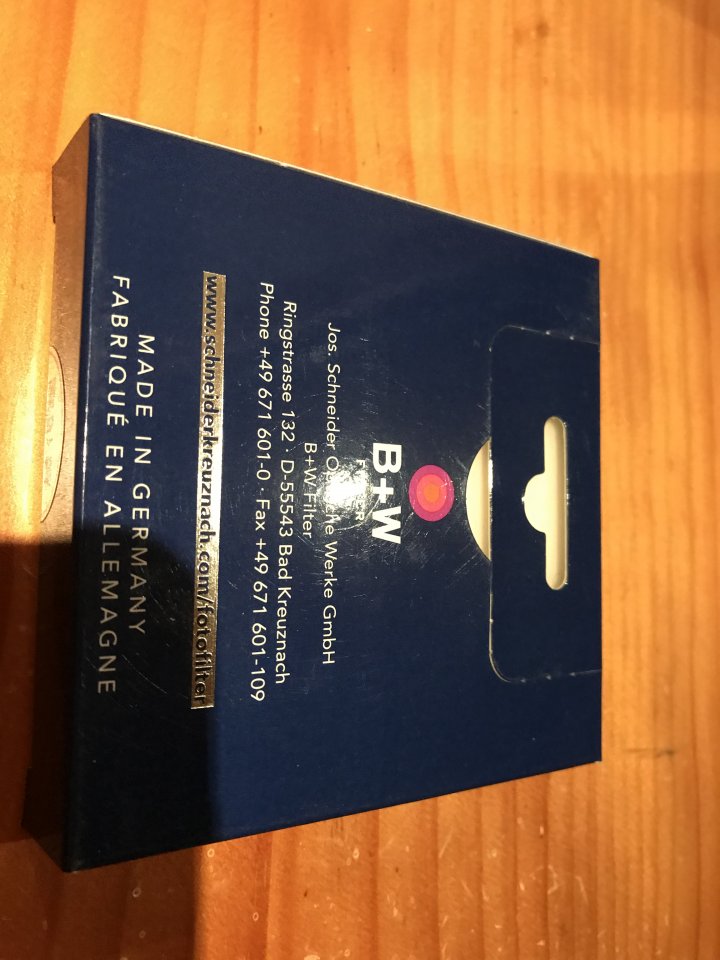 B+W
Jos. Schneider Werke GmbH
B+W Filter
Ringstrasse 132 · D-55543 Bad Kreuznach
Phone +49 671 601-0 · Fax +49 671 601-109
www.schneiderkreuznach.com/fotofilter
MADE IN GERMANY
FABRIQUÉ EN ALLEMAGNE